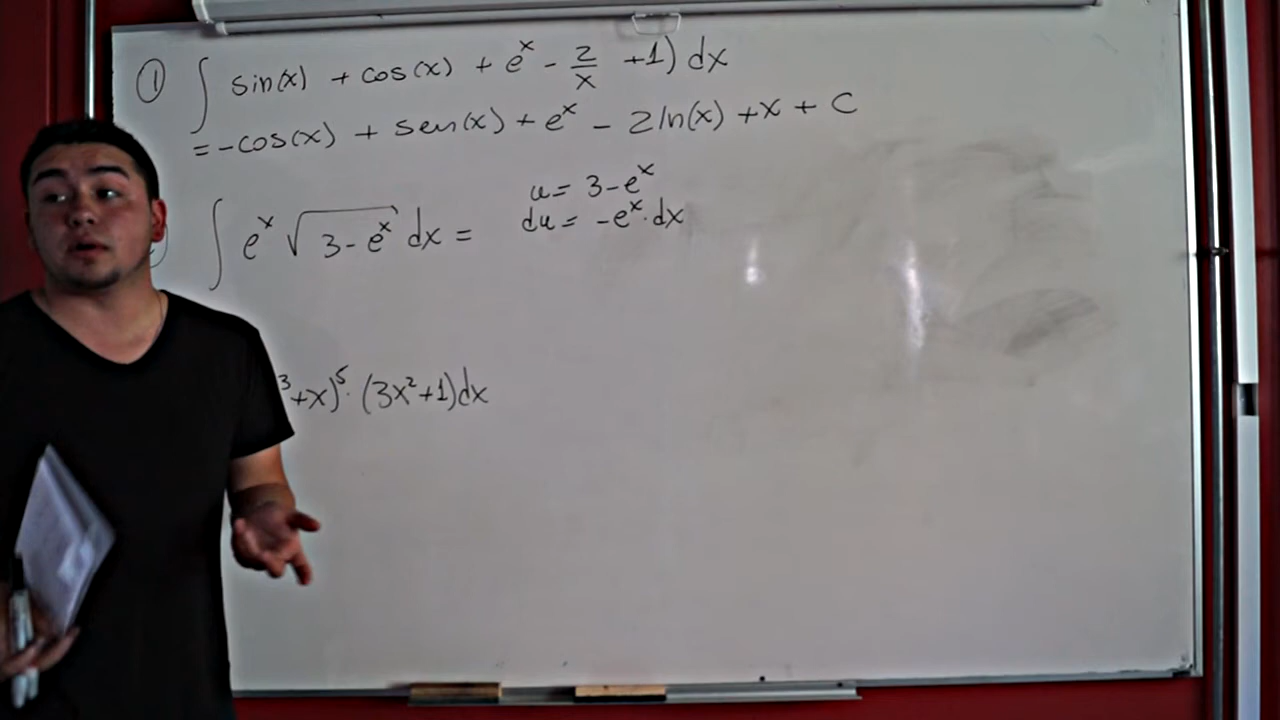 ① ∫ sin(x) + cos(x) + e^x - 2/x + 1) dx
= -cos(x) + sen(x) + e^x - 2ln(x) + x + C
∫ e^x √(3-e^x) dx =
u = 3-e^x
du = -e^x·dx
³+x)⁵·(3x²+1)dx